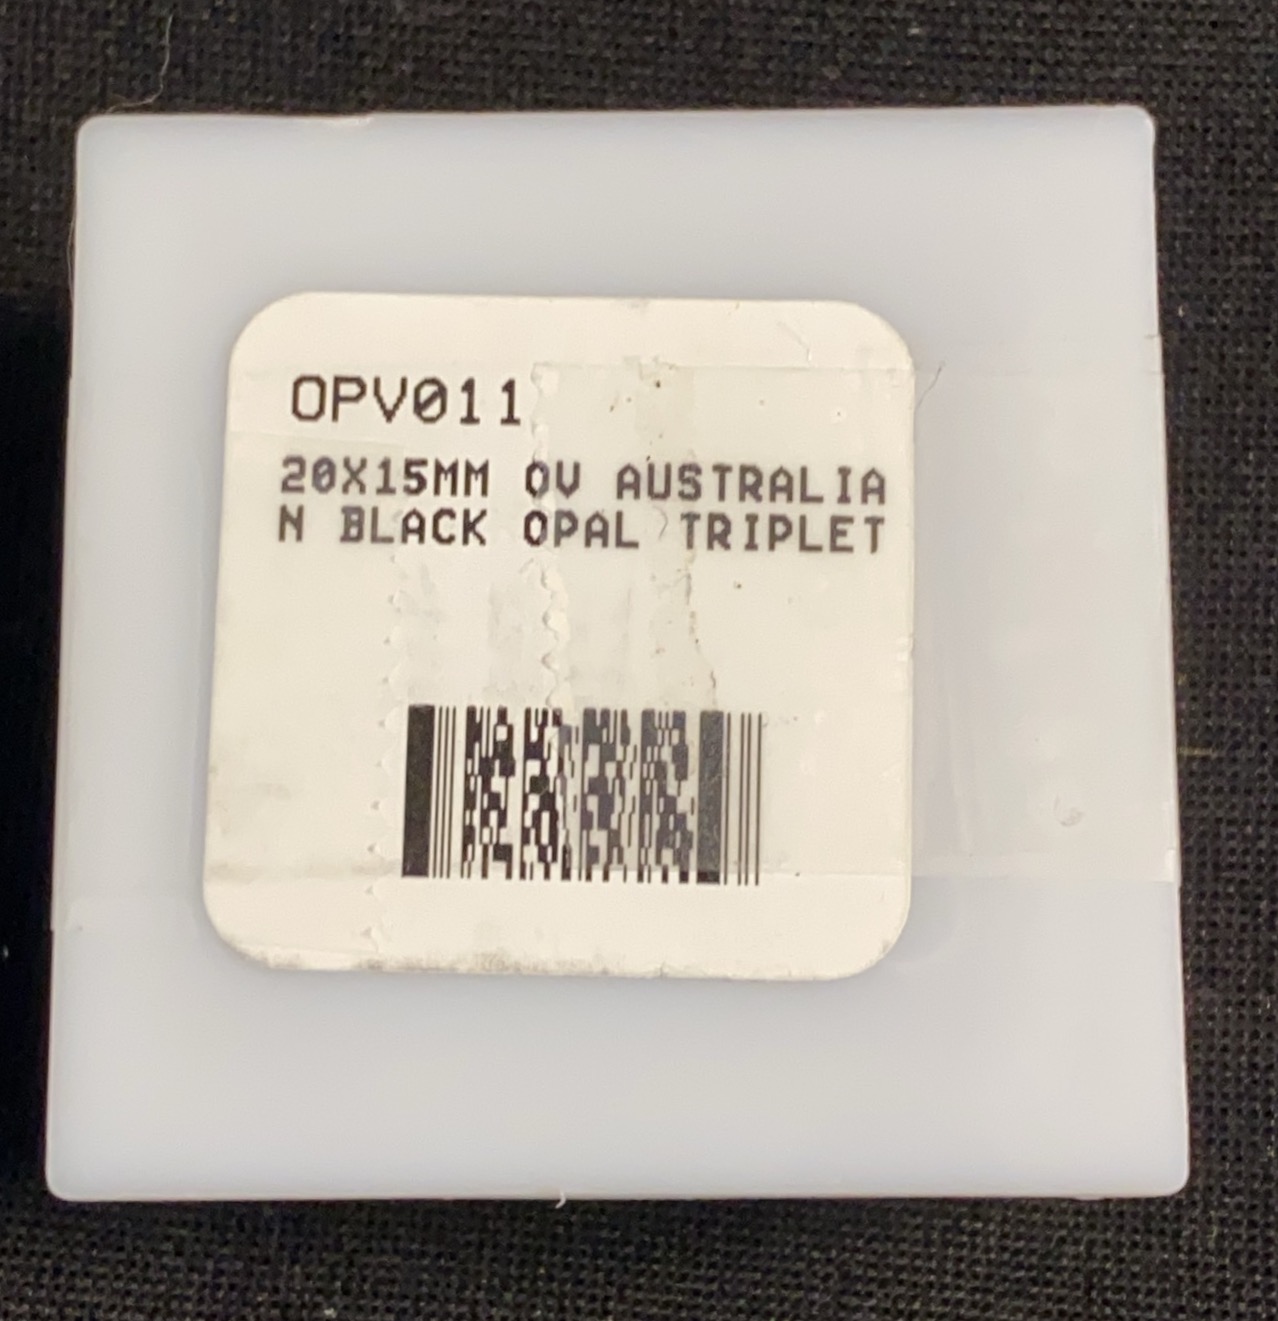 OPV011
20X15MM OV AUSTRALIA
N BLACK OPAL TRIPLET